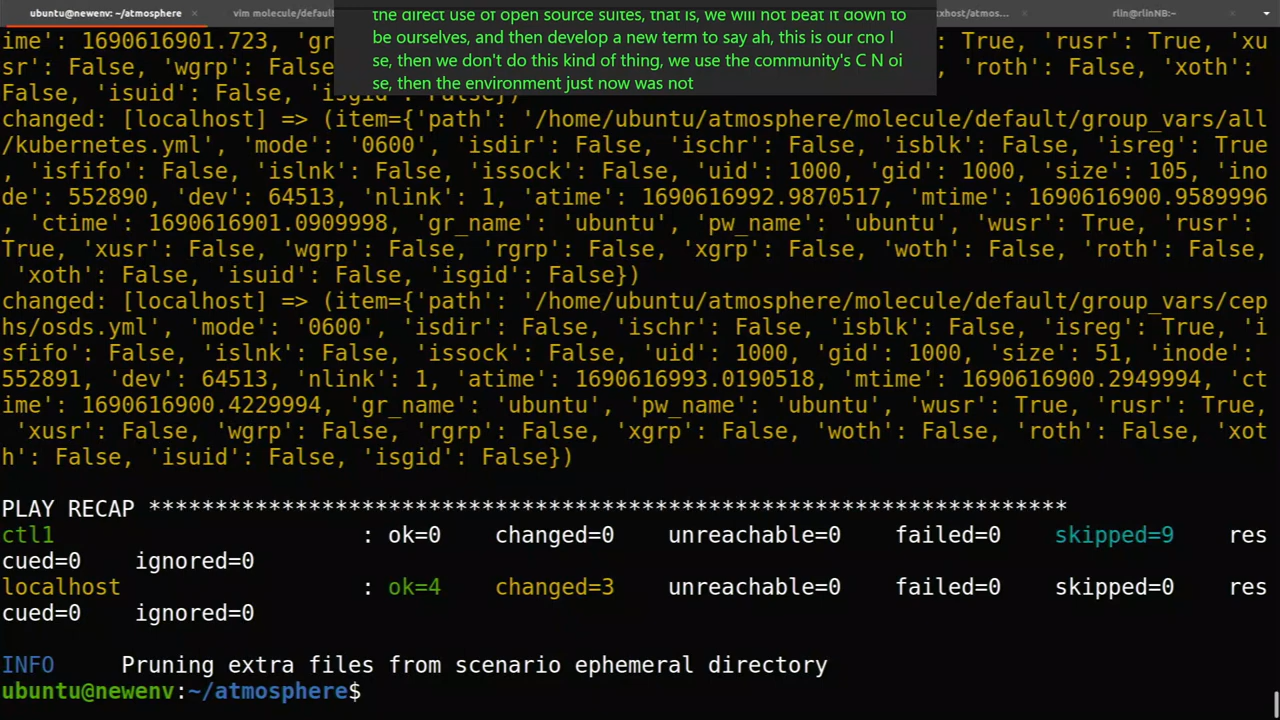 ubuntu@newenv: ~/atmosphere × vim molecule/default xhost/atmos... × rlin@rlinNB:~ ×
the direct use of open source suites, that is, we will not beat it down to
be ourselves, and then develop a new term to say ah, this is our cno I
se, then we don't do this kind of thing, we use the community's C N oi
se, then the environment just now was not
ime': 1690616901.723, 'gr : True, 'rusr': True, 'xu
sr': False, 'wgrp': False, 'roth': False, 'xoth':
False, 'isuid': False, 'isgid': False})
changed: [localhost] => (item={'path': '/home/ubuntu/atmosphere/molecule/default/group_vars/all
/kubernetes.yml', 'mode': '0600', 'isdir': False, 'ischr': False, 'isblk': False, 'isreg': True
, 'isfifo': False, 'islnk': False, 'issock': False, 'uid': 1000, 'gid': 1000, 'size': 105, 'ino
de': 552890, 'dev': 64513, 'nlink': 1, 'atime': 1690616992.9870517, 'mtime': 1690616900.9589996
, 'ctime': 1690616901.0909998, 'gr_name': 'ubuntu', 'pw_name': 'ubuntu', 'wusr': True, 'rusr':
True, 'xusr': False, 'wgrp': False, 'rgrp': False, 'xgrp': False, 'woth': False, 'roth': False,
'xoth': False, 'isuid': False, 'isgid': False})
changed: [localhost] => (item={'path': '/home/ubuntu/atmosphere/molecule/default/group_vars/cep
hs/osds.yml', 'mode': '0600', 'isdir': False, 'ischr': False, 'isblk': False, 'isreg': True, 'i
sfifo': False, 'islnk': False, 'issock': False, 'uid': 1000, 'gid': 1000, 'size': 51, 'inode':
552891, 'dev': 64513, 'nlink': 1, 'atime': 1690616993.0190518, 'mtime': 1690616900.2949994, 'ct
ime': 1690616900.4229994, 'gr_name': 'ubuntu', 'pw_name': 'ubuntu', 'wusr': True, 'rusr': True,
'xusr': False, 'wgrp': False, 'rgrp': False, 'xgrp': False, 'woth': False, 'roth': False, 'xot
h': False, 'isuid': False, 'isgid': False})
PLAY RECAP *********************************************************************
ctl1 : ok=0 changed=0 unreachable=0 failed=0 skipped=9 res
cued=0 ignored=0
localhost : ok=4 changed=3 unreachable=0 failed=0 skipped=0 res
cued=0 ignored=0
INFO Pruning extra files from scenario ephemeral directory
ubuntu@newenv:~/atmosphere$